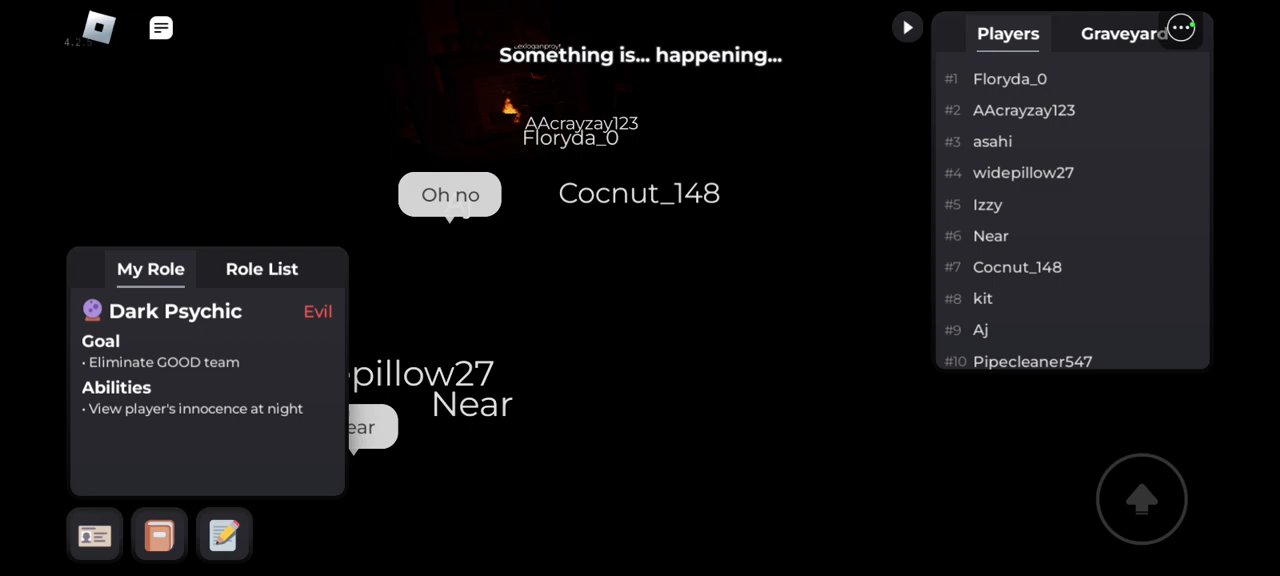 4.2.5
Something is... happening...
AAcrayzay123
Floryda_0
Oh no
Cocnut_148
My Role
Role List
Dark Psychic
Evil
Goal
• Eliminate GOOD team
Abilities
• View player's innocence at night
epillow27
Near
ear
Players
Graveyard
#1 Floryda_0
#2 AAcrayzay123
#3 asahi
#4 widepillow27
#5 Izzy
#6 Near
#7 Cocnut_148
#8 kit
#9 Aj
#10 Pipecleaner547